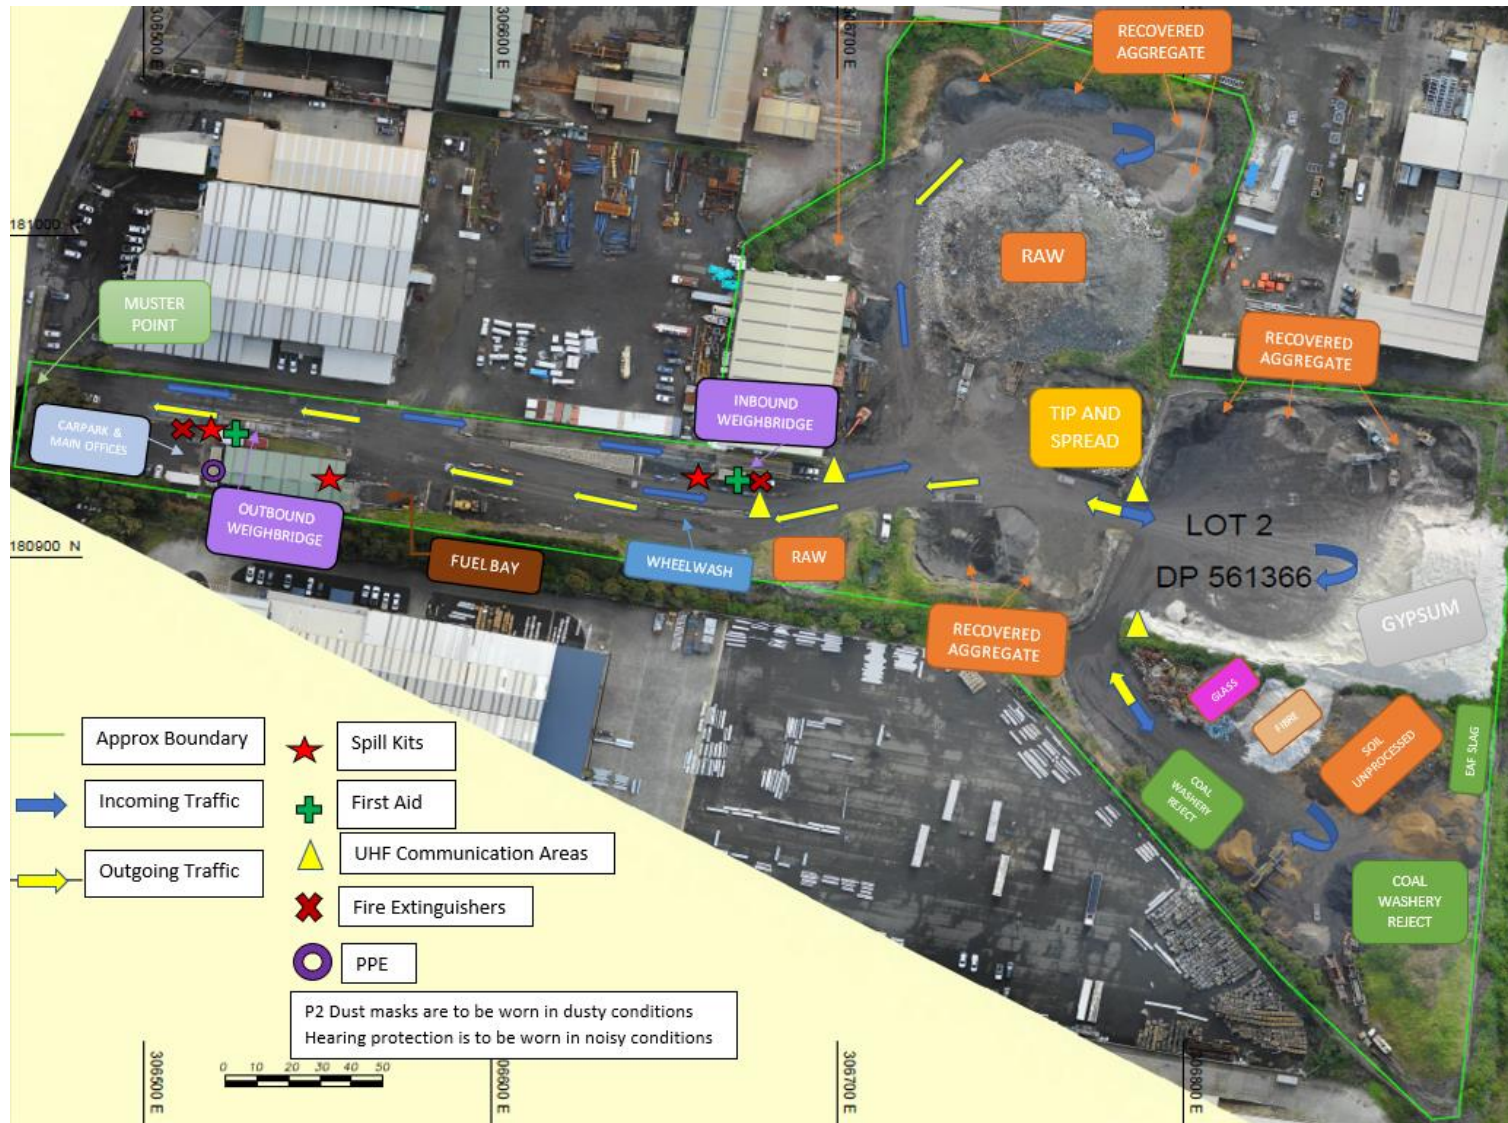 306500 E
306600 E
306700 E
RECOVERED
AGGREGATE
181000 N
RAW
MUSTER
POINT
RECOVERED
AGGREGATE
INBOUND
WEIGHBRIDGE
TIP AND
SPREAD
CARPARK &
MAIN OFFICES
OUTBOUND
WEIGHBRIDGE
LOT 2
180900 N
FUEL BAY
WHEELWASH
RAW
DP 561366
GYPSUM
RECOVERED
AGGREGATE
GLASS
FIBRE
SOIL
UNPROCESSED
EAF SLAG
COAL
WASHERY
REJECT
COAL
WASHERY
REJECT
Approx Boundary
Spill Kits
Incoming Traffic
First Aid
UHF Communication Areas
Outgoing Traffic
Fire Extinguishers
PPE
P2 Dust masks are to be worn in dusty conditions
Hearing protection is to be worn in noisy conditions
0 10 20 30 40 50
306500 E
306600 E
306700 E
306800 E